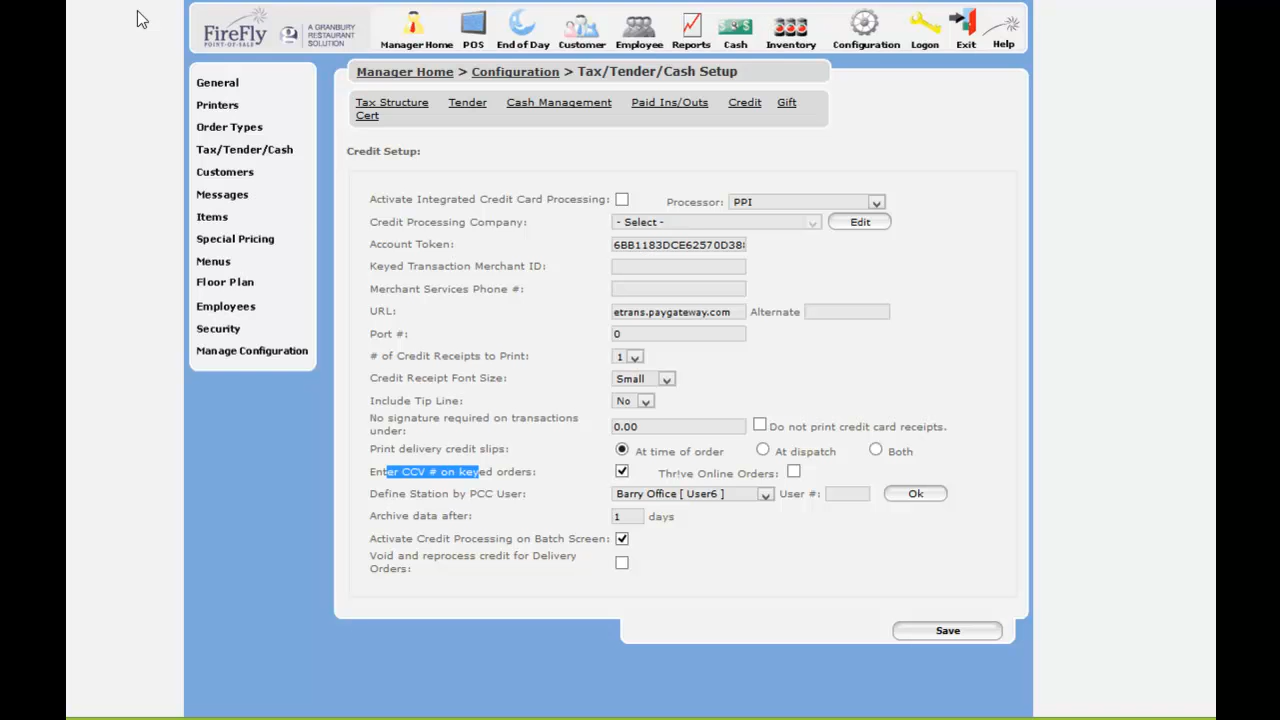 FireFly
POINT-OF-SALE
A GRANBURY
RESTAURANT
SOLUTION
Manager Home POS End of Day Customer Employee Reports Cash Inventory Configuration Logon Exit Help
General
Printers
Order Types
Tax/Tender/Cash
Customers
Messages
Items
Special Pricing
Menus
Floor Plan
Employees
Security
Manage Configuration
Manager Home > Configuration > Tax/Tender/Cash Setup
Tax Structure Tender Cash Management Paid Ins/Outs Credit Gift
Cert
Credit Setup:
Activate Integrated Credit Card Processing: Processor: PPI
Credit Processing Company: - Select - Edit
Account Token: 6BB1183DCE62570D38
Keyed Transaction Merchant ID:
Merchant Services Phone #:
URL: etrans.paygateway.com Alternate
Port #: 0
# of Credit Receipts to Print: 1
Credit Receipt Font Size: Small
Include Tip Line: No
No signature required on transactions
under: 0.00 Do not print credit card receipts.
Print delivery credit slips: At time of order At dispatch Both
Enter CCV # on keyed orders: Thr!ve Online Orders:
Define Station by PCC User: Barry Office [ User6 ] User #: Ok
Archive data after: 1 days
Activate Credit Processing on Batch Screen:
Void and reprocess credit for Delivery
Orders:
Save